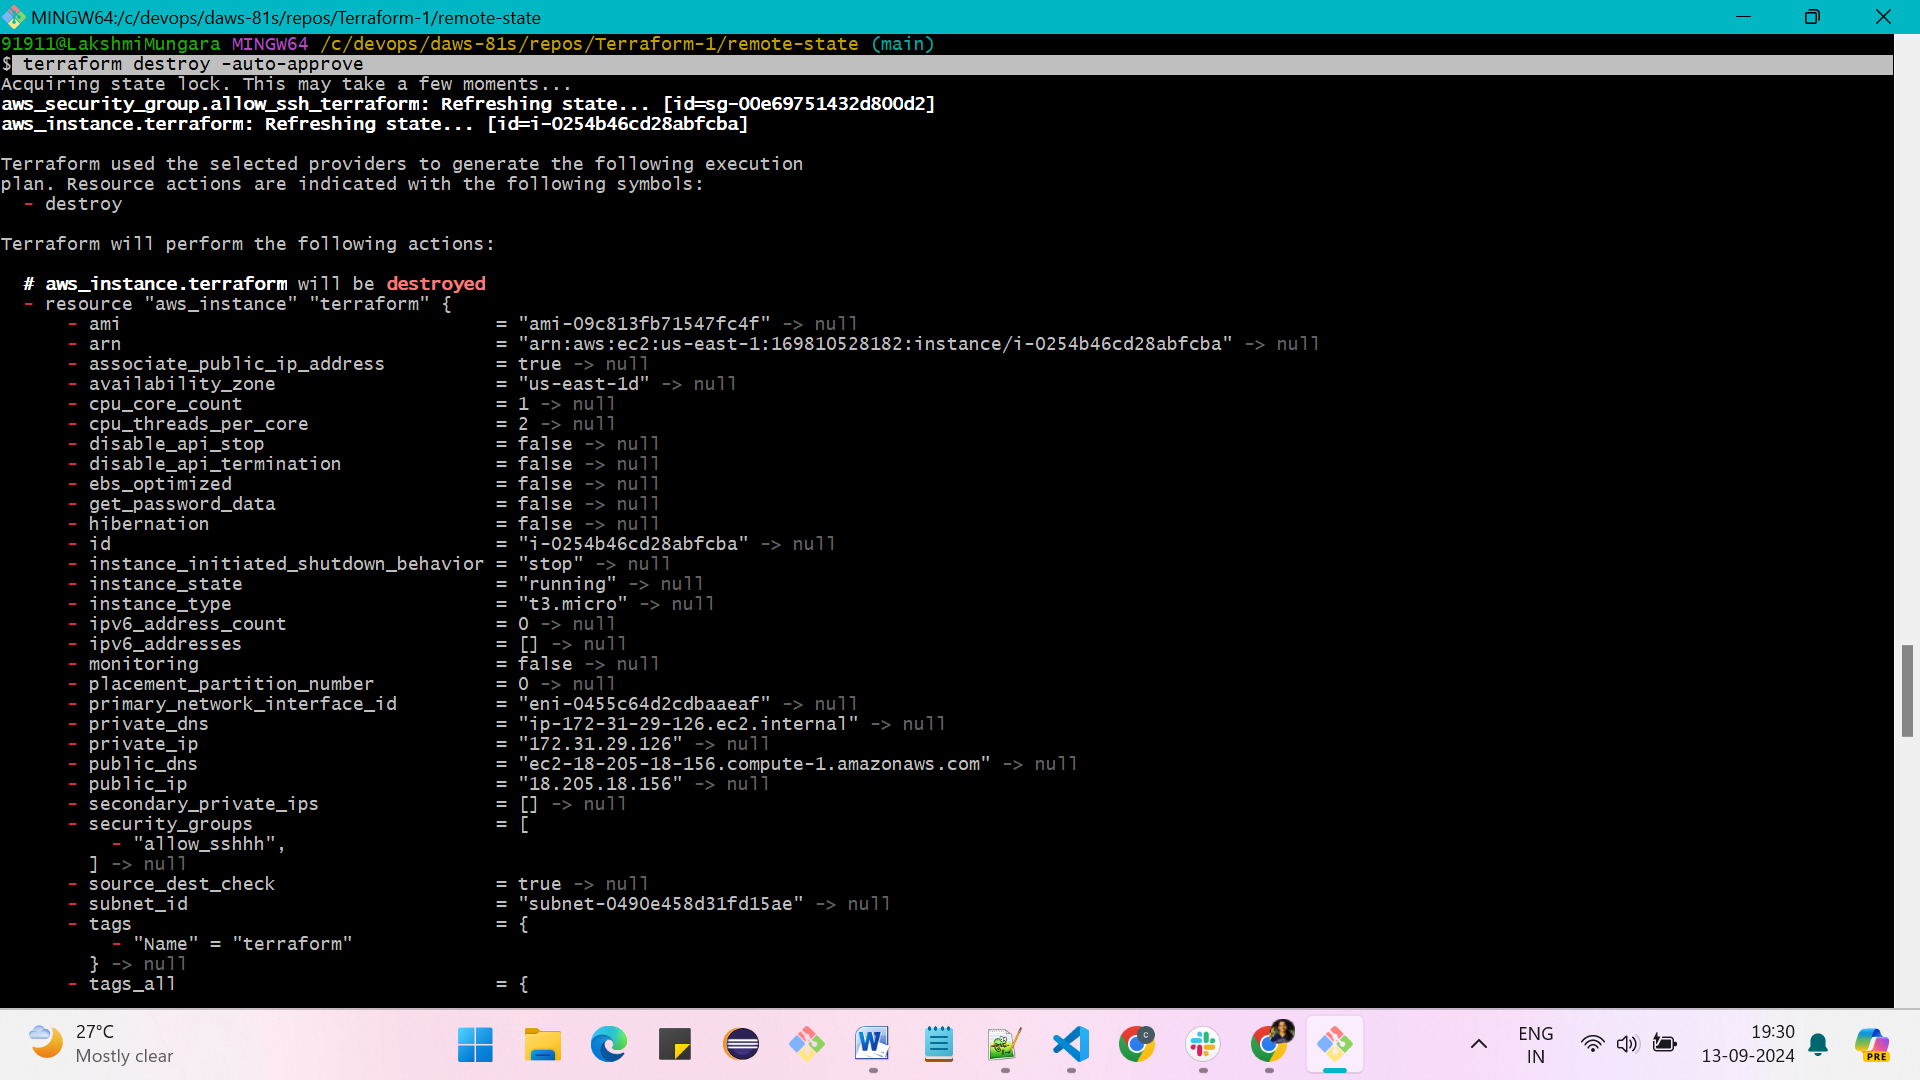 MINGW64:/c/devops/daws-81s/repos/Terraform-1/remote-state
91911@LakshmiMungara MINGW64 /c/devops/daws-81s/repos/Terraform-1/remote-state (main)
$ terraform destroy -auto-approve
Acquiring state lock. This may take a few moments...
aws_security_group.allow_ssh_terraform: Refreshing state... [id=sg-00e69751432d800d2]
aws_instance.terraform: Refreshing state... [id=i-0254b46cd28abfcba]
Terraform used the selected providers to generate the following execution
plan. Resource actions are indicated with the following symbols:
- destroy
Terraform will perform the following actions:
# aws_instance.terraform will be destroyed
- resource "aws_instance" "terraform" {
- ami = "ami-09c813fb71547fc4f" -> null
- arn = "arn:aws:ec2:us-east-1:169810528182:instance/i-0254b46cd28abfcba" -> null
- associate_public_ip_address = true -> null
- availability_zone = "us-east-1d" -> null
- cpu_core_count = 1 -> null
- cpu_threads_per_core = 2 -> null
- disable_api_stop = false -> null
- disable_api_termination = false -> null
- ebs_optimized = false -> null
- get_password_data = false -> null
- hibernation = false -> null
- id = "i-0254b46cd28abfcba" -> null
- instance_initiated_shutdown_behavior = "stop" -> null
- instance_state = "running" -> null
- instance_type = "t3.micro" -> null
- ipv6_address_count = 0 -> null
- ipv6_addresses = [] -> null
- monitoring = false -> null
- placement_partition_number = 0 -> null
- primary_network_interface_id = "eni-0455c64d2cdbaaeaf" -> null
- private_dns = "ip-172-31-29-126.ec2.internal" -> null
- private_ip = "172.31.29.126" -> null
- public_dns = "ec2-18-205-18-156.compute-1.amazonaws.com" -> null
- public_ip = "18.205.18.156" -> null
- secondary_private_ips = [] -> null
- security_groups = [
- "allow_sshhh",
] -> null
- source_dest_check = true -> null
- subnet_id = "subnet-0490e458d31fd15ae" -> null
- tags = {
- "Name" = "terraform"
} -> null
- tags_all = {
27°C
Mostly clear
ENG
IN
19:30
13-09-2024
PRE